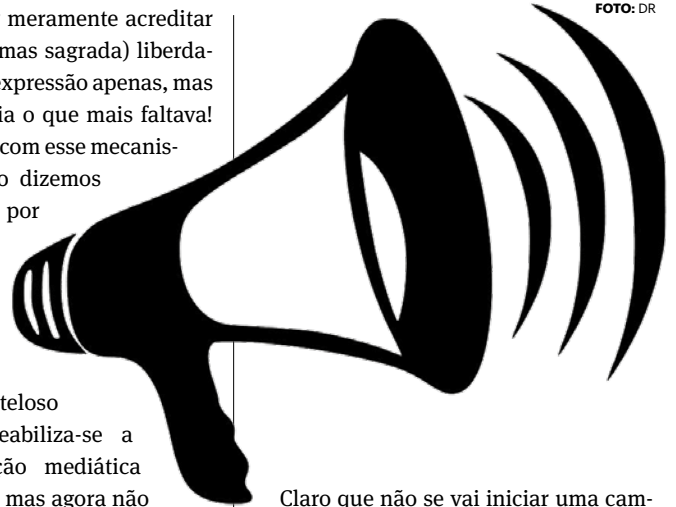 meramente acreditar
mas sagrada) liberda-
expressão apenas, mas
ia o que mais faltava!
com esse mecanis-
o dizemos
por
teloso
eabiliza-se a
ção mediática
mas agora não
FOTO: DR
Claro que não se vai iniciar uma cam-